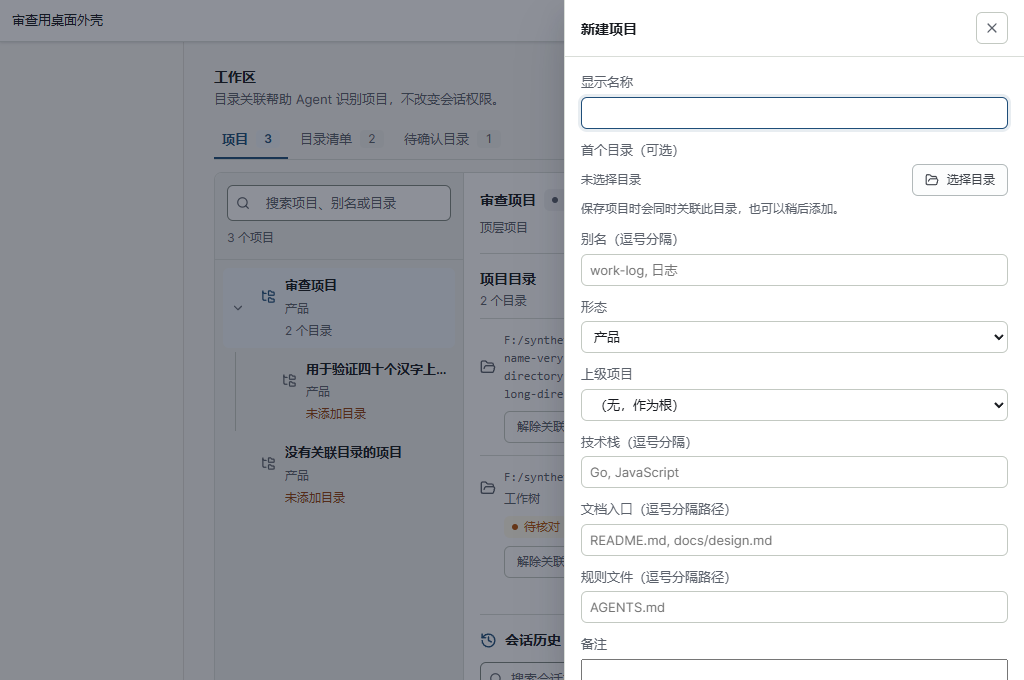 审查用桌面外壳
工作区
目录关联帮助 Agent 识别项目，不改变会话权限。
项目 3 目录清单 2 待确认目录 1
搜索项目、别名或目录
3 个项目
审查项目
产品
2 个目录
用于验证四十个汉字上...
产品
未添加目录
没有关联目录的项目
产品
未添加目录
审查项目
顶层项目
项目目录
2 个目录
F:/synthe
name-very
directory
long-dire
解除关联
F:/synthe
工作树
待核对
解除关联
会话历史
搜索会话
新建项目
显示名称
首个目录（可选）
未选择目录
选择目录
保存项目时会同时关联此目录，也可以稍后添加。
别名（逗号分隔）
work-log, 日志
形态
产品
上级项目
（无，作为根）
技术栈（逗号分隔）
Go, JavaScript
文档入口（逗号分隔路径）
README.md, docs/design.md
规则文件（逗号分隔路径）
AGENTS.md
备注